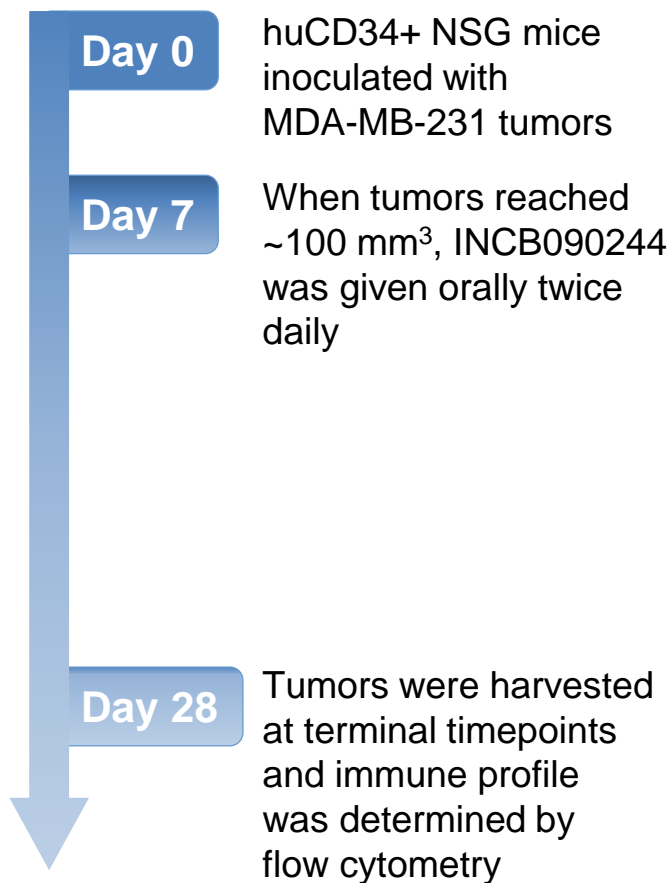 Day 0
huCD34+ NSG mice
inoculated with
MDA-MB-231 tumors
Day 7
When tumors reached
~100 mm³, INCB090244
was given orally twice
daily
Day 28
Tumors were harvested
at terminal timepoints
and immune profile
was determined by
flow cytometry